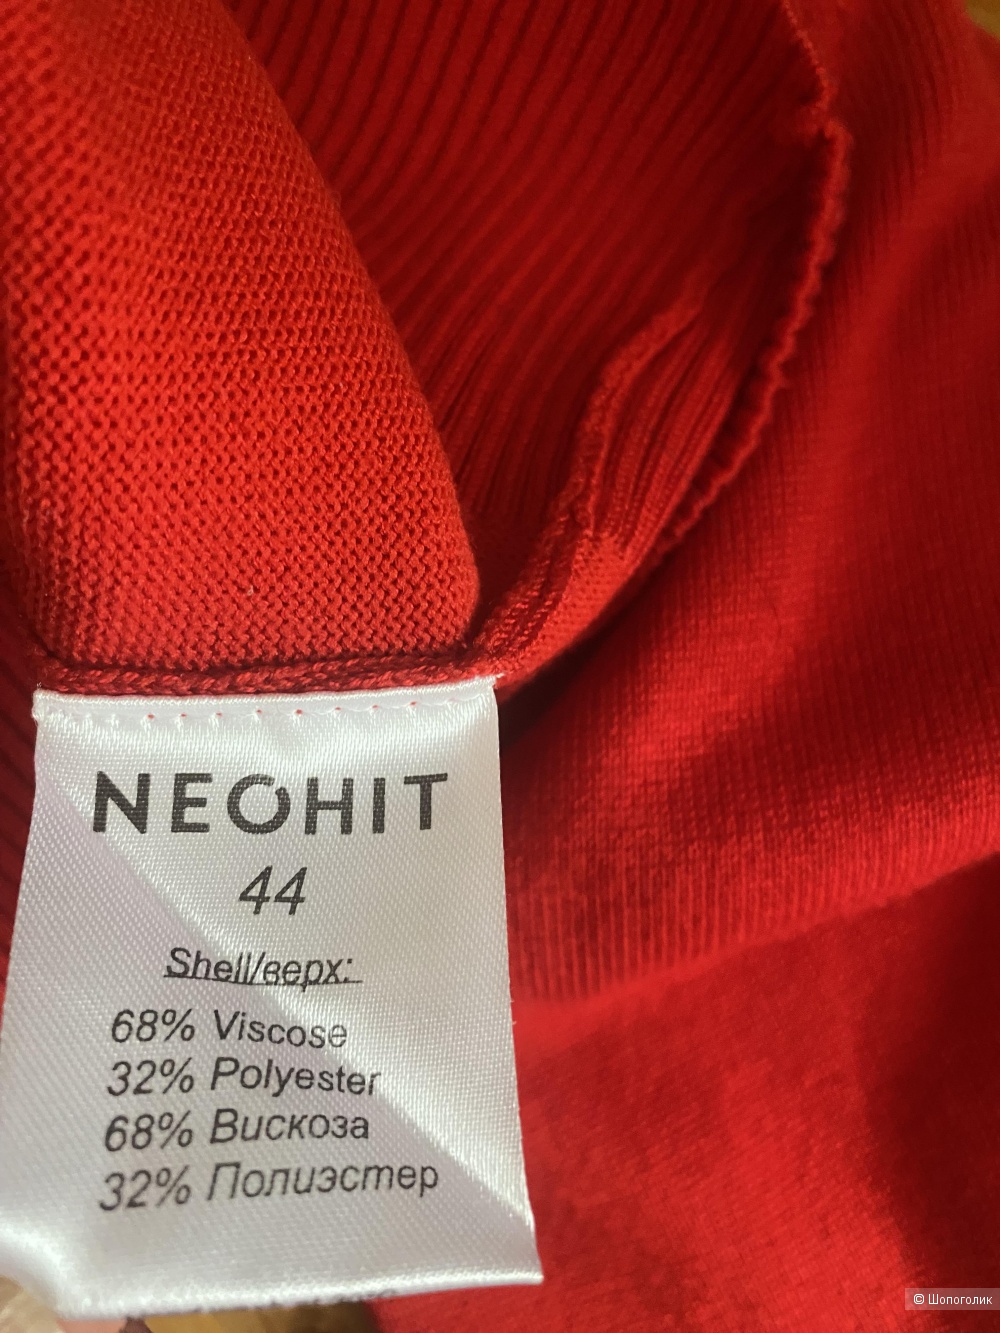 NEOHIT
44
Shell/верх:
68% Viscose
32% Polyester
68% Вискоза
32% Полиэстер
© Шопоголик